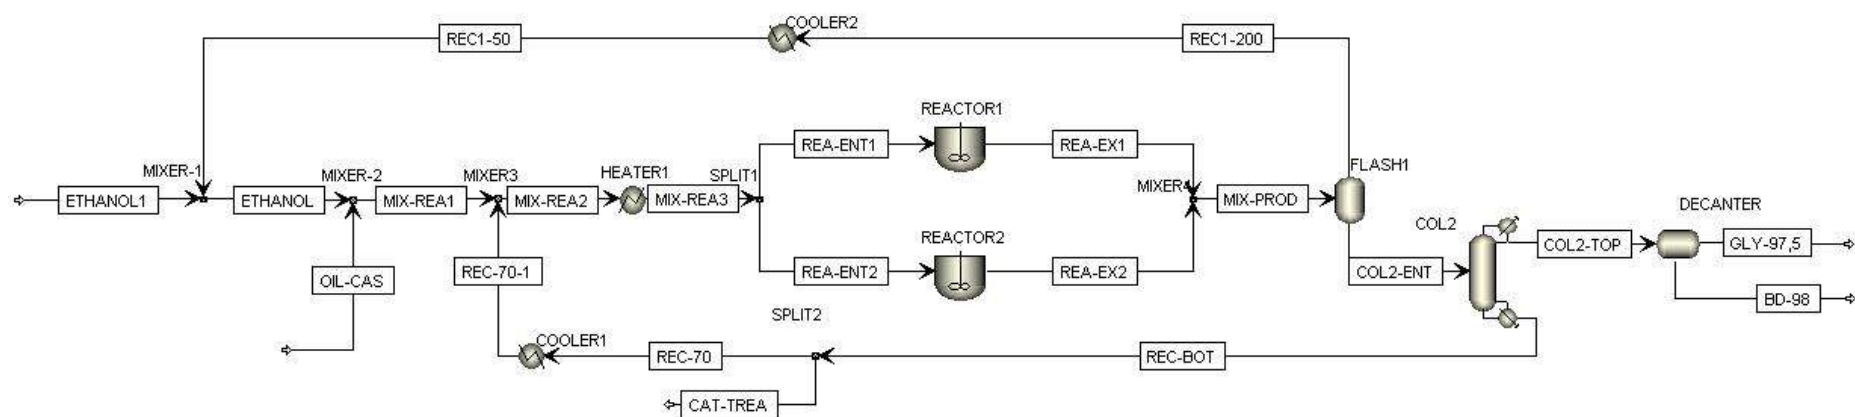 COOLER2
REC1-50
REC1-200
REACTOR1
REA-ENT1
REA-EX1
MIXER-1
MIXER-2
MIXER3
HEATER1
SPLIT1
FLASH1
MIXER4
ETHANOL1
ETHANOL
MIX-REA1
MIX-REA2
MIX-REA3
MIX-PROD
DECANTER
COL2
REACTOR2
COL2-TOP
GLY-97,5
OIL-CAS
REC-70-1
REA-ENT2
REA-EX2
COL2-ENT
BD-98
SPLIT2
COOLER1
REC-70
REC-BOT
CAT-TREA